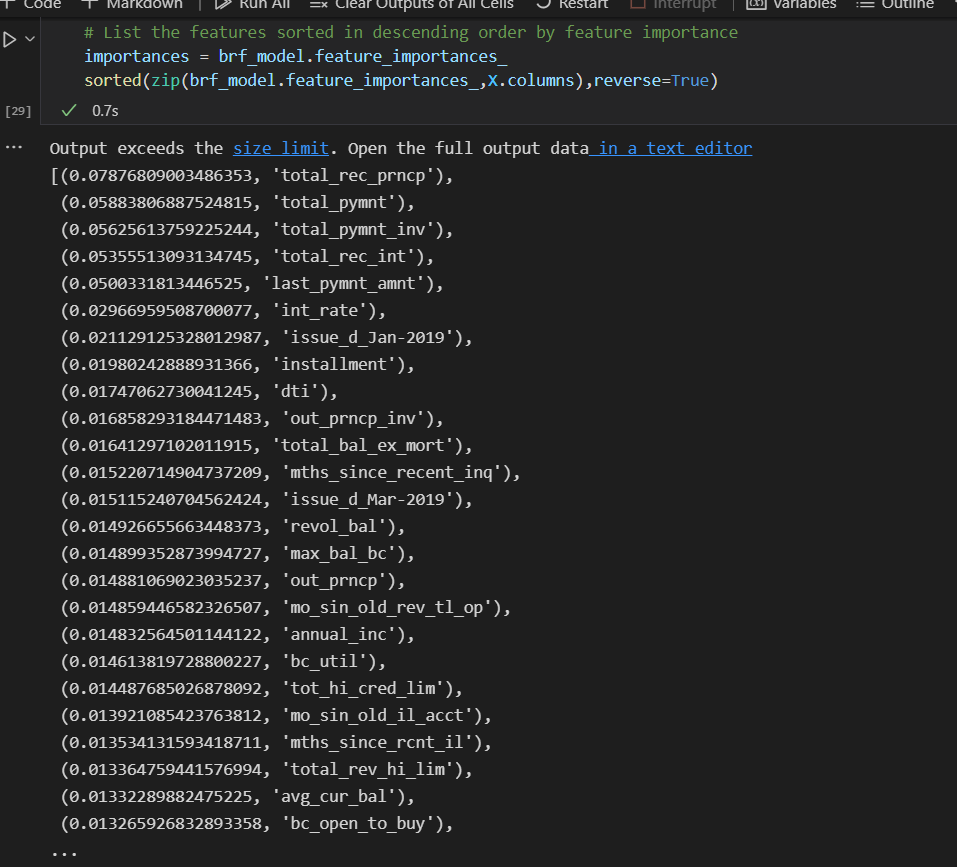 + Code + Markdown | Run All Clear Outputs of All Cells Restart Interrupt | Variables Outline
# List the features sorted in descending order by feature importance
importances = brf_model.feature_importances_
sorted(zip(brf_model.feature_importances_,X.columns),reverse=True)
[29] ✓ 0.7s
... Output exceeds the size limit. Open the full output data in a text editor
[(0.07876809003486353, 'total_rec_prncp'),
(0.05883806887524815, 'total_pymnt'),
(0.05625613759225244, 'total_pymnt_inv'),
(0.05355513093134745, 'total_rec_int'),
(0.0500331813446525, 'last_pymnt_amnt'),
(0.02966959508700077, 'int_rate'),
(0.021129125328012987, 'issue_d_Jan-2019'),
(0.01980242888931366, 'installment'),
(0.01747062730041245, 'dti'),
(0.016858293184471483, 'out_prncp_inv'),
(0.01641297102011915, 'total_bal_ex_mort'),
(0.015220714904737209, 'mths_since_recent_inq'),
(0.015115240704562424, 'issue_d_Mar-2019'),
(0.014926655663448373, 'revol_bal'),
(0.014899352873994727, 'max_bal_bc'),
(0.014881069023035237, 'out_prncp'),
(0.014859446582326507, 'mo_sin_old_rev_tl_op'),
(0.014832564501144122, 'annual_inc'),
(0.014613819728800227, 'bc_util'),
(0.014487685026878092, 'tot_hi_cred_lim'),
(0.013921085423763812, 'mo_sin_old_il_acct'),
(0.013534131593418711, 'mths_since_rcnt_il'),
(0.013364759441576994, 'total_rev_hi_lim'),
(0.01332289882475225, 'avg_cur_bal'),
(0.013265926832893358, 'bc_open_to_buy'),
...